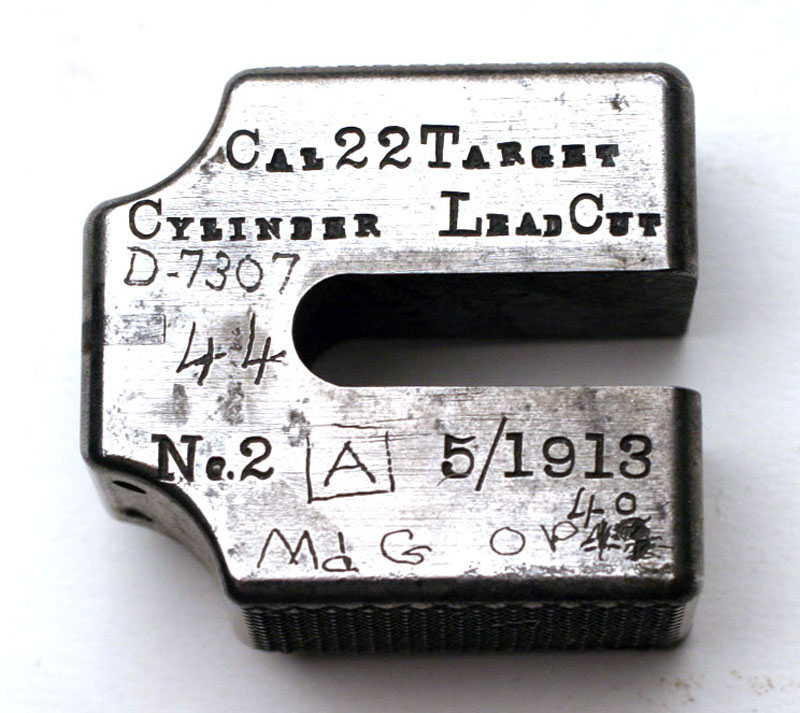 CAL 22 TARGET
CYLINDER LEAD CUT
D-7307
44
No.2 A 5/1913
Md G